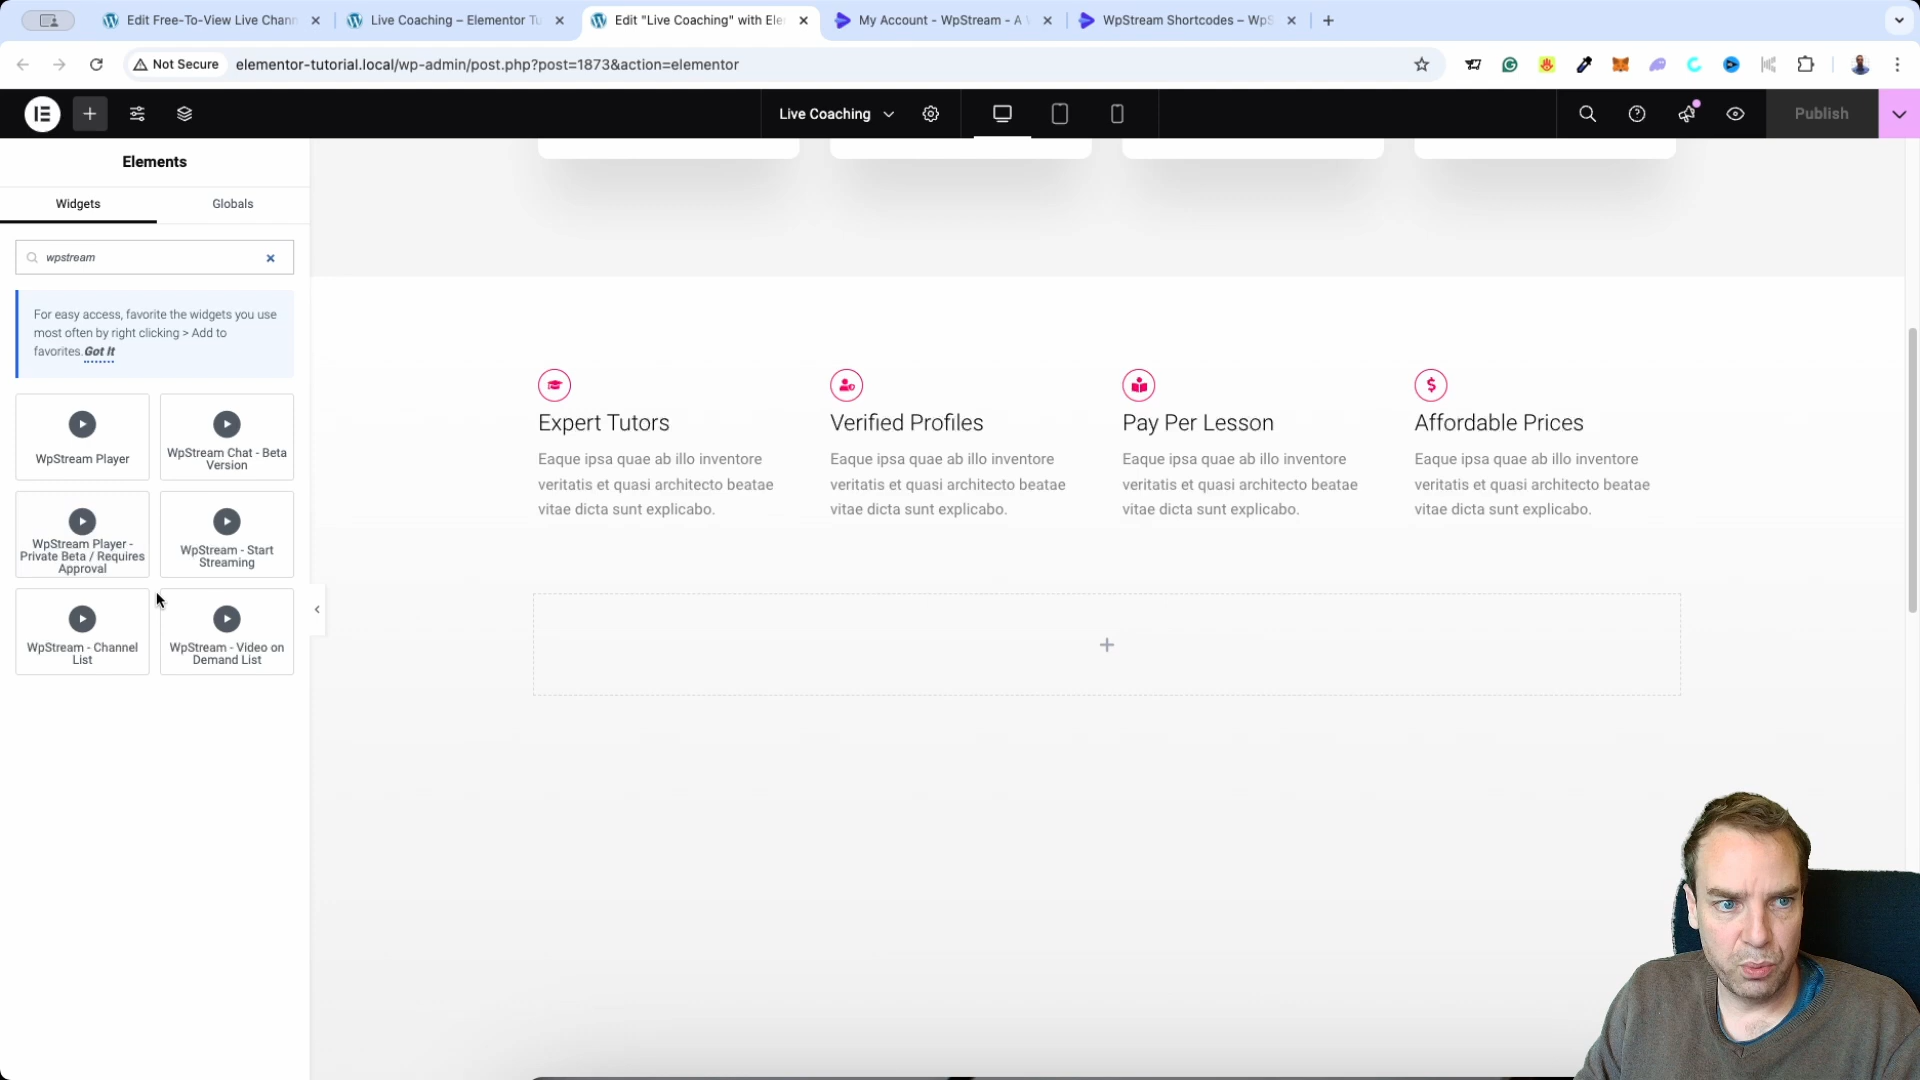 Edit Free-To-View Live Chann
Live Coaching – Elementor Tu
Edit "Live Coaching" with Ele
My Account - WpStream - A
WpStream Shortcodes – WpS
Not Secure
elementor-tutorial.local/wp-admin/post.php?post=1873&action=elementor
Live Coaching
Publish
Elements
Widgets
Globals
wpstream
For easy access, favorite the widgets you use
most often by right clicking > Add to
favorites. Got It
WpStream Player
WpStream Chat - Beta
Version
WpStream Player -
Private Beta / Requires
Approval
WpStream - Start
Streaming
WpStream - Channel
List
WpStream - Video on
Demand List
Expert Tutors
Eaque ipsa quae ab illo inventore
veritatis et quasi architecto beatae
vitae dicta sunt explicabo.
Verified Profiles
Eaque ipsa quae ab illo inventore
veritatis et quasi architecto beatae
vitae dicta sunt explicabo.
Pay Per Lesson
Eaque ipsa quae ab illo inventore
veritatis et quasi architecto beatae
vitae dicta sunt explicabo.
Affordable Prices
Eaque ipsa quae ab illo inventore
veritatis et quasi architecto beatae
vitae dicta sunt explicabo.